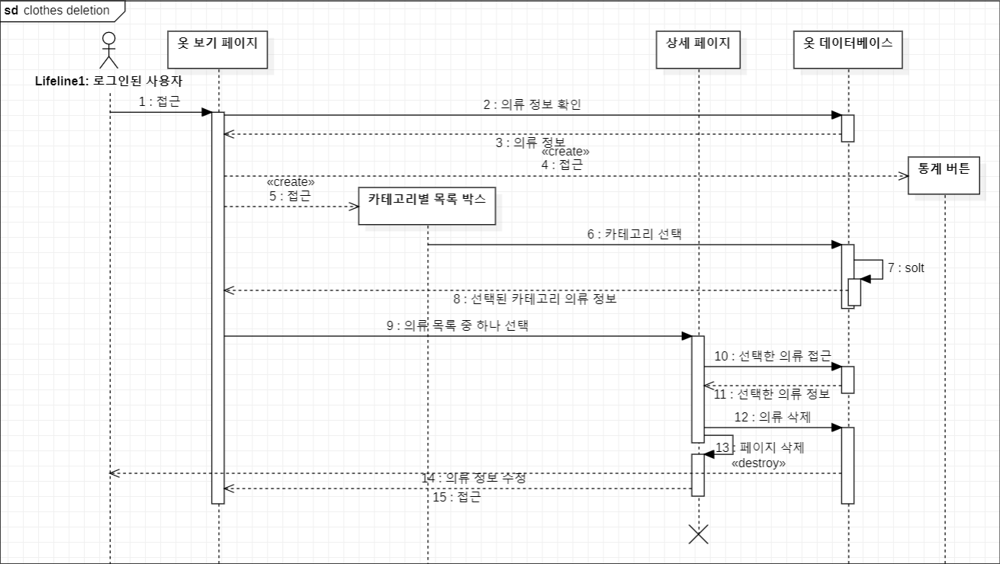 sd clothes deletion
옷 보기 페이지
상세 페이지
옷 데이터베이스
Lifeline1: 로그인된 사용자
1 : 접근
2 : 의류 정보 확인
3 : 의류 정보
«create»
4 : 접근
통계 버튼
«create»
5 : 접근
카테고리별 목록 박스
6 : 카테고리 선택
7 : solt
8 : 선택된 카테고리 의류 정보
9 : 의류 목록 중 하나 선택
10 : 선택한 의류 접근
11 : 선택한 의류 정보
12 : 의류 삭제
13 : 페이지 삭제
«destroy»
14 : 의류 정보 수정
15 : 접근